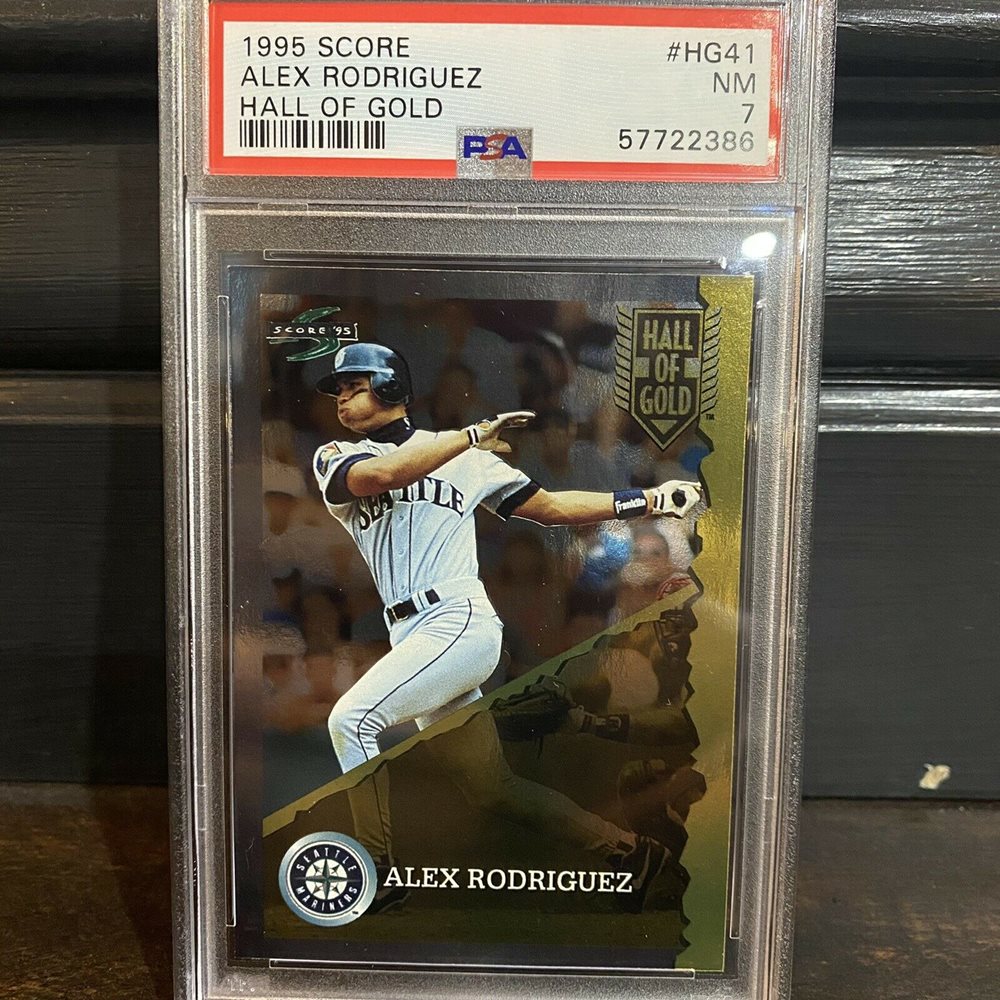 1995 SCORE #HG41
ALEX RODRIGUEZ NM
HALL OF GOLD 7
PSA 57722386
SCORE '95
HALL
OF
GOLD
TM
SEATTLE
Franklin
SEATTLE
MARINERS
ALEX RODRIGUEZ